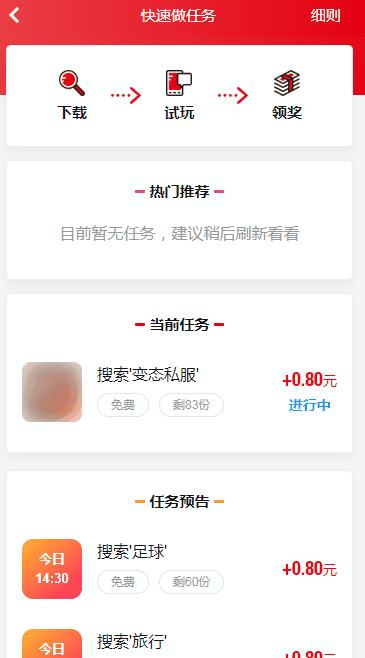 快速做任务 细则
下载 试玩 领奖
热门推荐
目前暂无任务，建议稍后刷新看看
当前任务
搜索'变态私服'
+0.80元
免费 剩83份
进行中
任务预告
今日
14:30
搜索'足球'
免费 剩60份
+0.80元
今日
搜索'旅行'
+0.80元